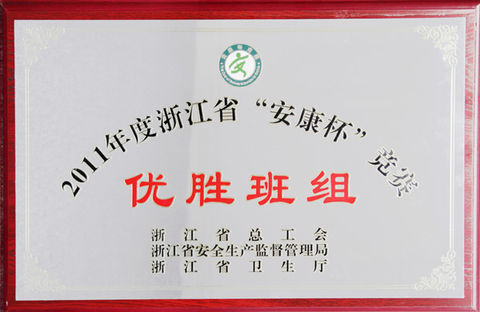 安
2011年度浙江省“安康杯”竞赛
优胜班组
浙江省总工会
浙江省安全生产监督管理局
浙江省卫生厅